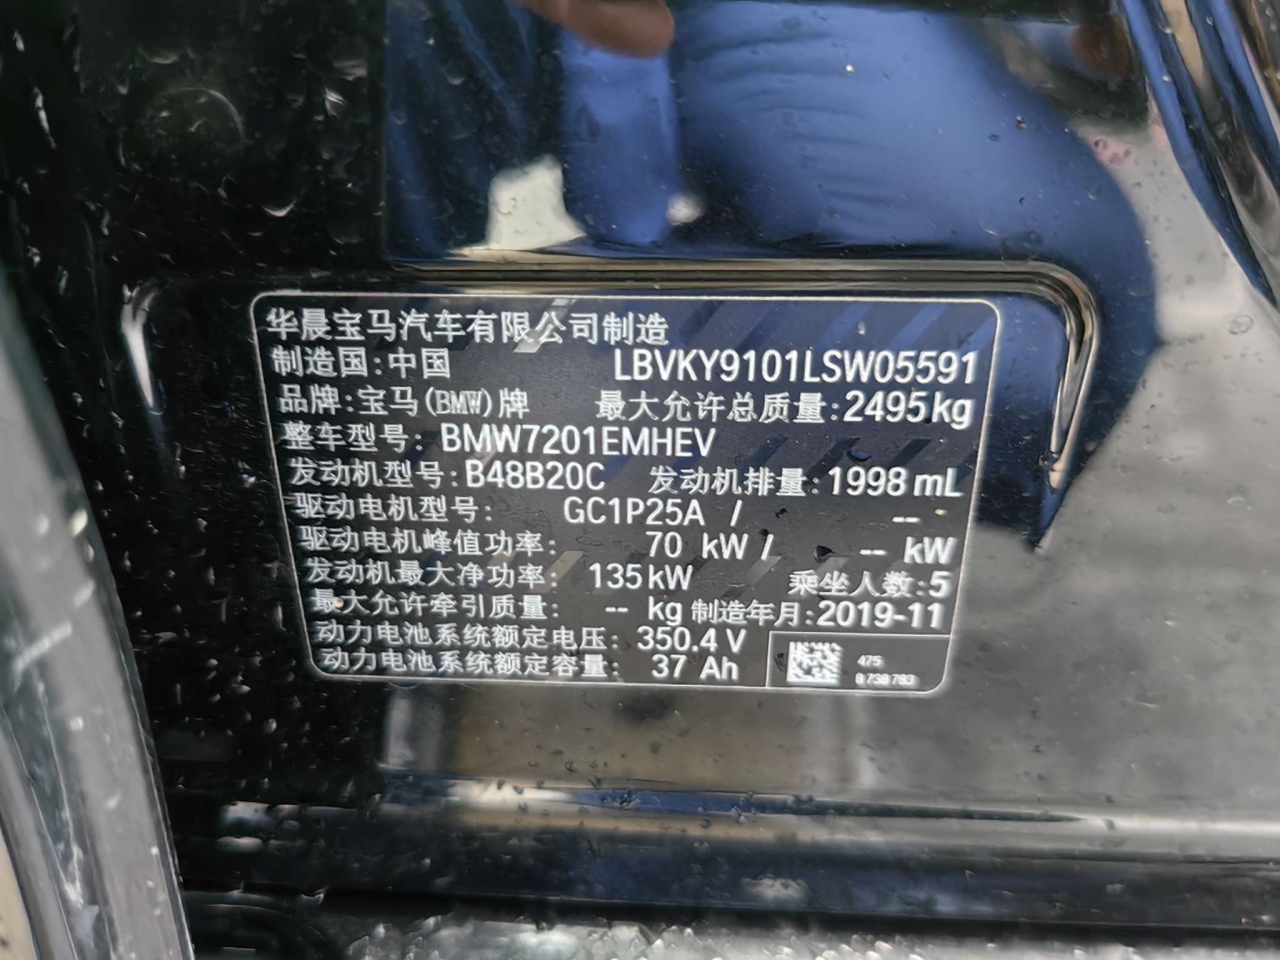 华晨宝马汽车有限公司制造
制造国:中国 LBVKY9101LSW05591
品牌:宝马(BMW)牌 最大允许总质量:2495kg
整车型号: BMW7201EMHEV
发动机型号:B48B20C 发动机排量:1998 mL
驱动电机型号: GC1P25A / --
驱动电机峰值功率: 70 kW / -- kW
发动机最大净功率: 135kW 乘坐人数:5
最大允许牵引质量: -- kg 制造年月:2019-11
动力电池系统额定电压: 350.4 V
动力电池系统额定容量: 37 Ah
475
8738783